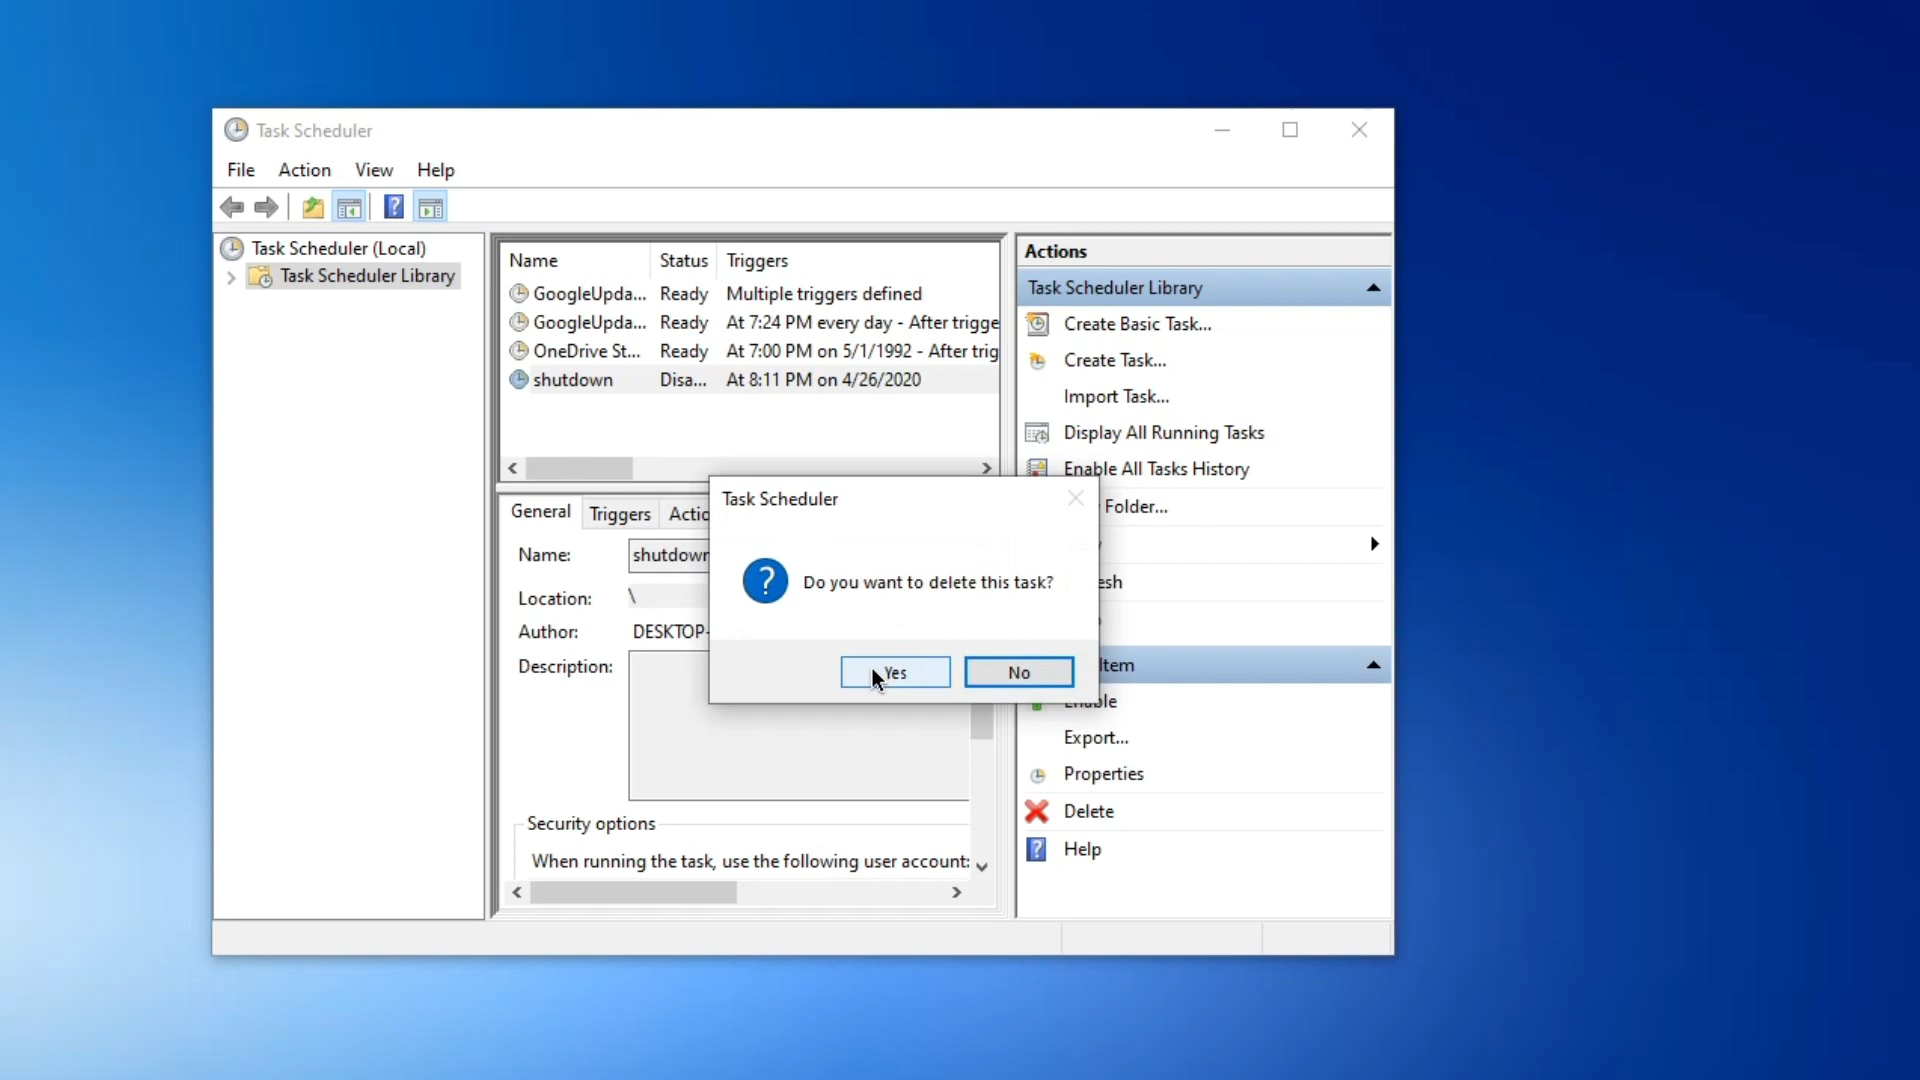 Task Scheduler
File Action View Help
Task Scheduler (Local)
Task Scheduler Library
Name Status Triggers
GoogleUpda... Ready Multiple triggers defined
GoogleUpda... Ready At 7:24 PM every day - After trigge
OneDrive St... Ready At 7:00 PM on 5/1/1992 - After trig
shutdown Disa... At 8:11 PM on 4/26/2020
General Triggers Actio
Name: shutdown
Location: \
Author: DESKTOP-
Description:
Security options
When running the task, use the following user account:
Task Scheduler
? Do you want to delete this task?
Yes No
Actions
Task Scheduler Library
Create Basic Task...
Create Task...
Import Task...
Display All Running Tasks
Enable All Tasks History
Folder...
esh
Item
Enable
Export...
Properties
Delete
? Help